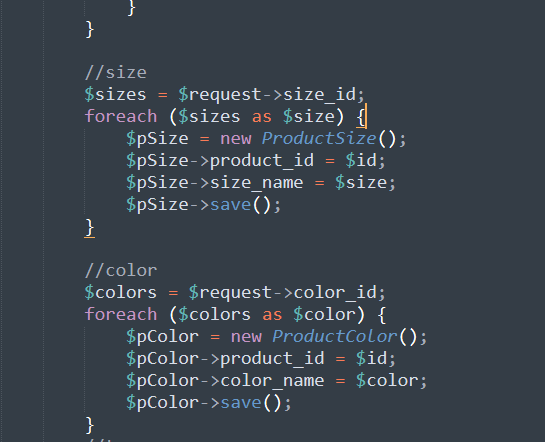 }
}
//size
$sizes = $request->size_id;
foreach ($sizes as $size) {
$pSize = new ProductSize();
$pSize->product_id = $id;
$pSize->size_name = $size;
$pSize->save();
}
//color
$colors = $request->color_id;
foreach ($colors as $color) {
$pColor = new ProductColor();
$pColor->product_id = $id;
$pColor->color_name = $color;
$pColor->save();
}